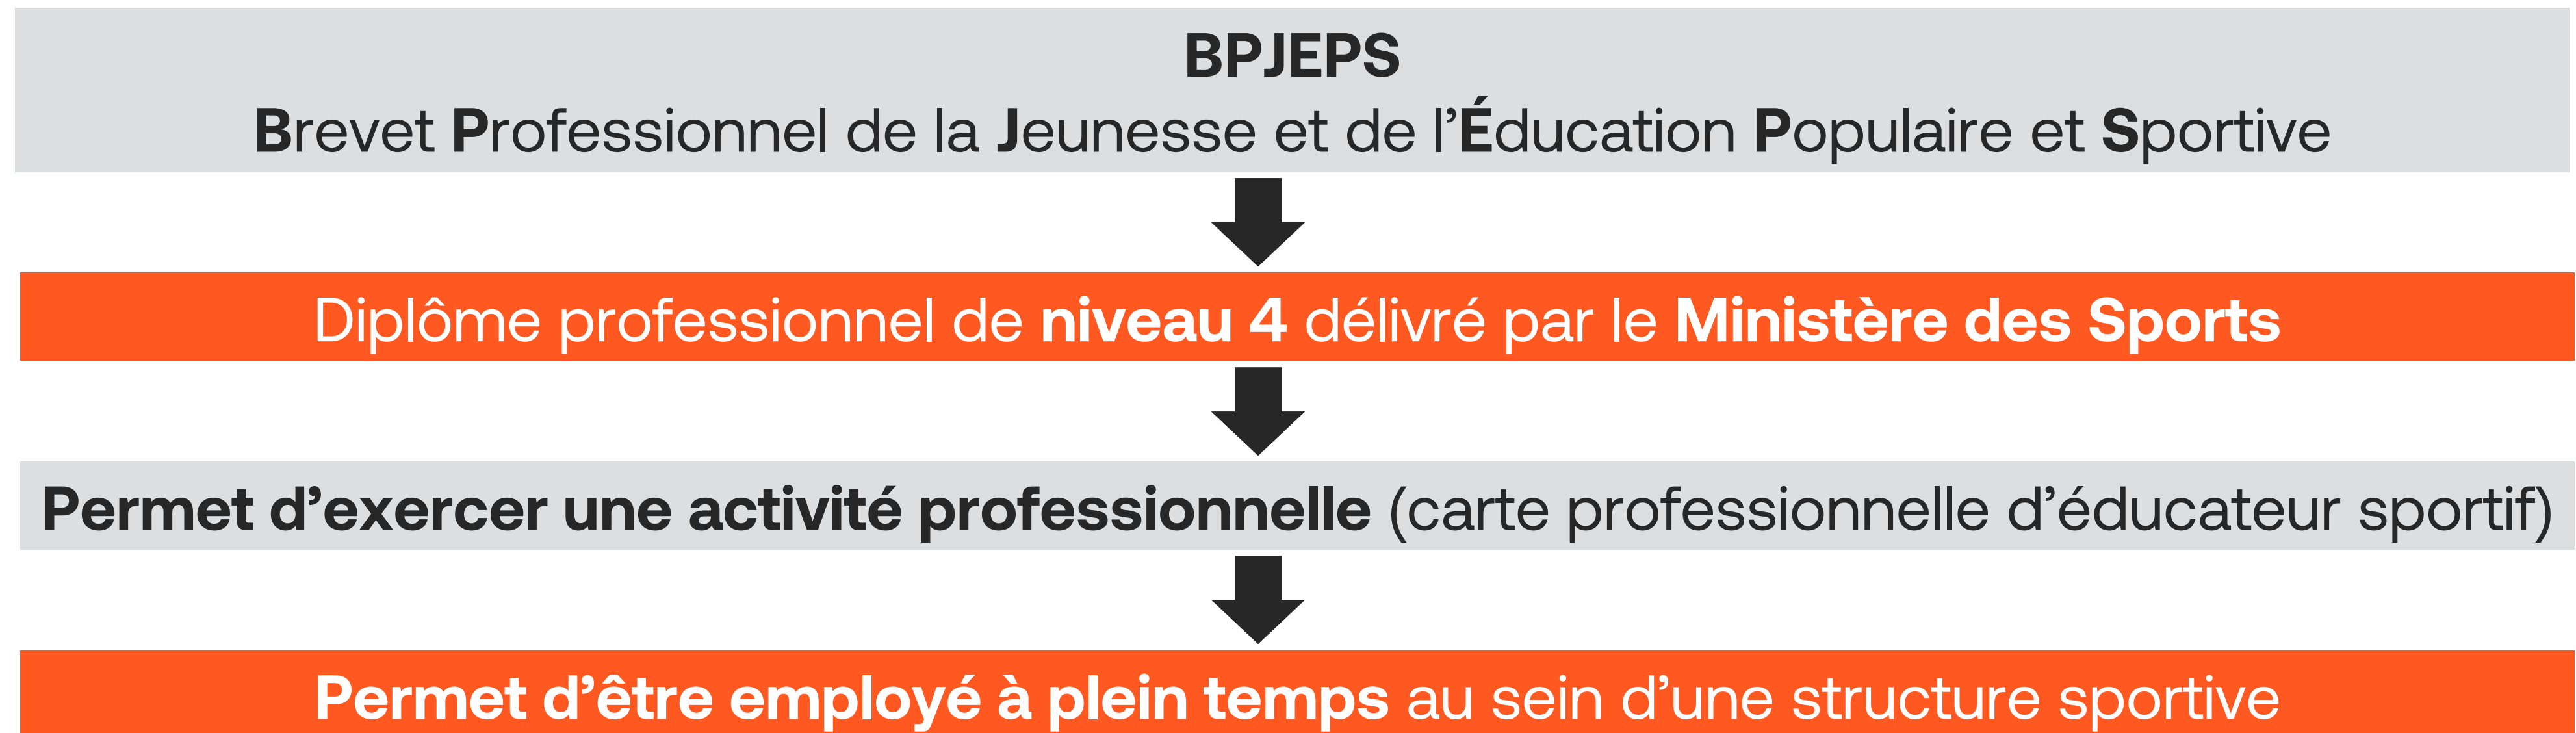 BPJEPS
Brevet Professionnel de la Jeunesse et de l’Éducation Populaire et Sportive
Diplôme professionnel de niveau 4 délivré par le Ministère des Sports
Permet d’exercer une activité professionnelle (carte professionnelle d’éducateur sportif)
Permet d’être employé à plein temps au sein d’une structure sportive